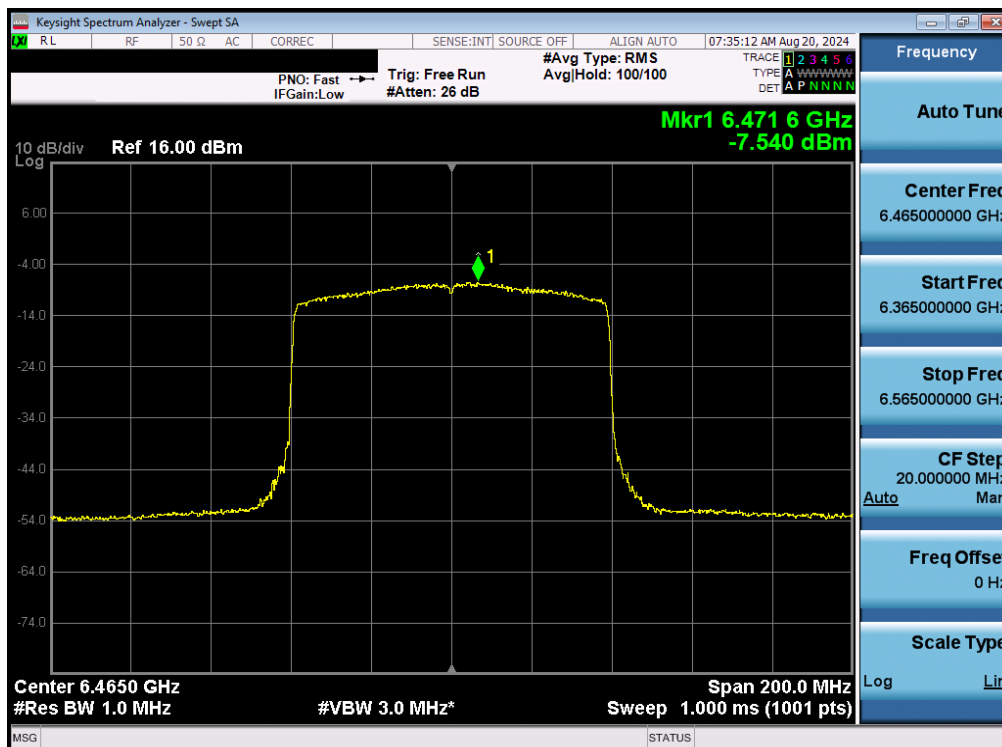 Keysight Spectrum Analyzer - Swept SA
LXI RL RF 50 Ω AC CORREC SENSE:INT SOURCE OFF ALIGN AUTO 07:35:12 AM Aug 20, 2024
#Avg Type: RMS
Avg|Hold: 100/100
Trig: Free Run
#Atten: 26 dB
PNO: Fast
IFGain:Low
TRACE 1 2 3 4 5 6
TYPE A W W W W W
DET A P N N N N
Mkr1 6.471 6 GHz
-7.540 dBm
10 dB/div
Log
Ref 16.00 dBm
6.00
-4.00
-14.0
-24.0
-34.0
-44.0
-54.0
-64.0
-74.0
1
Center 6.4650 GHz
Span 200.0 MHz
#Res BW 1.0 MHz
#VBW 3.0 MHz*
Sweep 1.000 ms (1001 pts)
MSG
STATUS
Frequency
Auto Tune
Center Freq
6.465000000 GHz
Start Freq
6.365000000 GHz
Stop Freq
6.565000000 GHz
CF Step
20.000000 MHz
Auto Man
Freq Offset
0 Hz
Scale Type
Log Lin